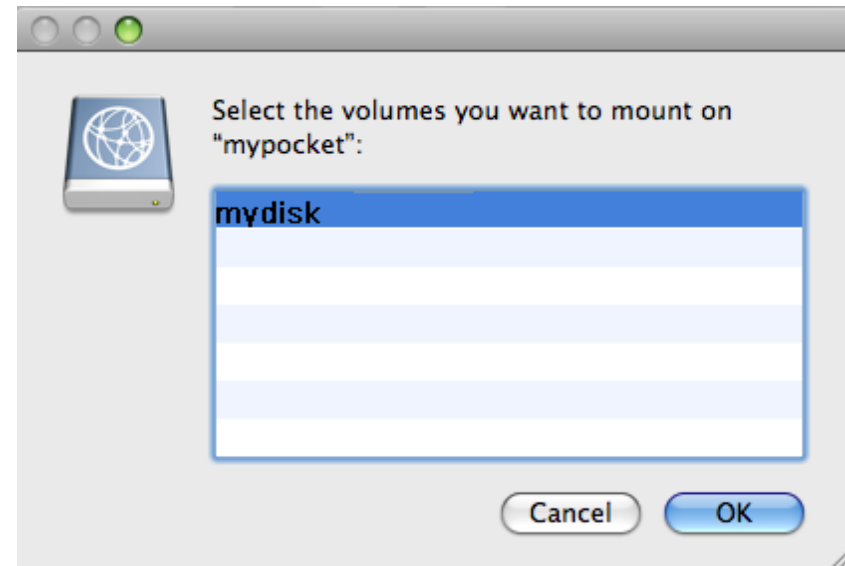 Select the volumes you want to mount on
“mypocket”:
mydisk
Cancel
OK